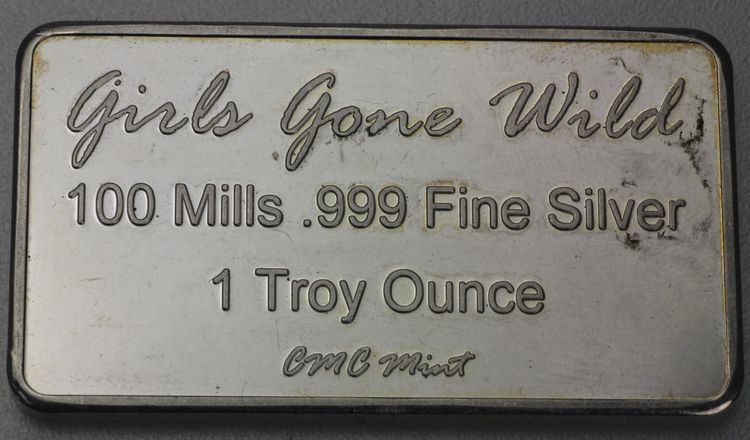 Girls Gone Wild
100 Mills .999 Fine Silver
1 Troy Ounce
CMC Mint